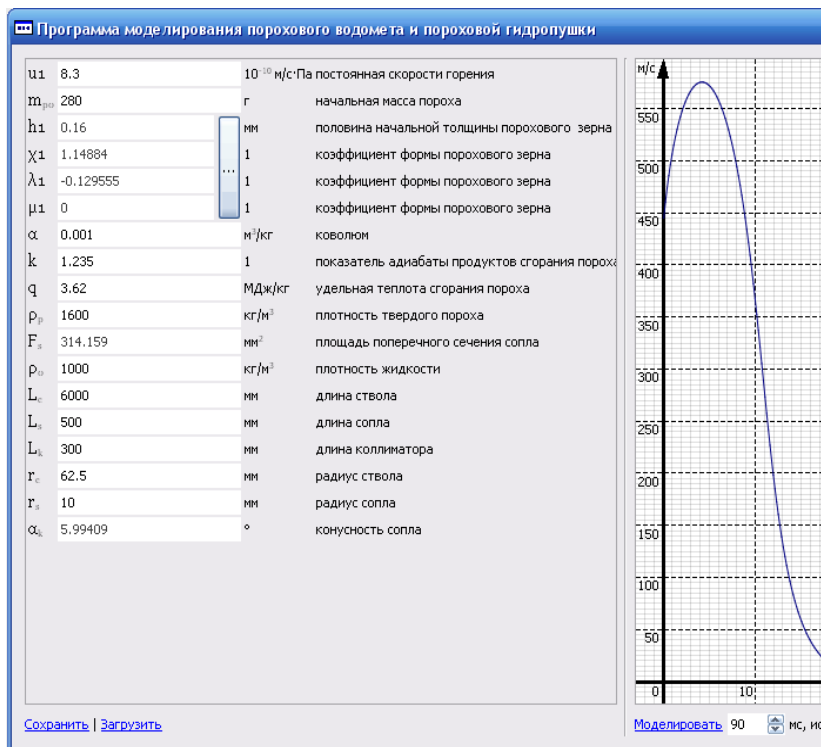 Программа моделирования порохового водомета и пороховой гидропушки
u1 8.3 10⁻¹⁰ м/с·Па постоянная скорости горения
mpo 280 г начальная масса пороха
h1 0.16 мм половина начальной толщины порохового зерна
χ1 1.14884 1 коэффициент формы порохового зерна
λ1 -0.129555 1 коэффициент формы порохового зерна
...
μ1 0 1 коэффициент формы порохового зерна
α 0.001 м³/кг коволюм
k 1.235 1 показатель адиабаты продуктов сгорания
q 3.62 МДж/кг удельная теплота сгорания пороха
ρp 1600 кг/м³ плотность твердого пороха
Fs 314.159 мм² площадь поперечного сечения сопла
ρo 1000 кг/м³ плотность жидкости
Lc 6000 мм длина ствола
Ls 500 мм длина сопла
Lk 300 мм длина коллиматора
rc 62.5 мм радиус ствола
rs 10 мм радиус сопла
αk 5.99409 ° конусность сопла
Сохранить | Загрузить
м/с
550
500
450
400
350
300
250
200
150
100
50
0 10
Моделировать 90 мс,